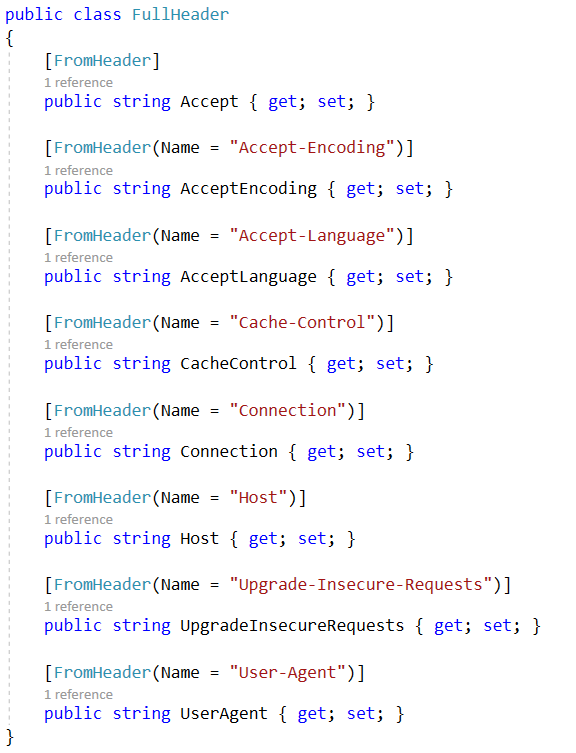 public class FullHeader
{
[FromHeader]
1 reference
public string Accept { get; set; }
[FromHeader(Name = "Accept-Encoding")]
1 reference
public string AcceptEncoding { get; set; }
[FromHeader(Name = "Accept-Language")]
1 reference
public string AcceptLanguage { get; set; }
[FromHeader(Name = "Cache-Control")]
1 reference
public string CacheControl { get; set; }
[FromHeader(Name = "Connection")]
1 reference
public string Connection { get; set; }
[FromHeader(Name = "Host")]
1 reference
public string Host { get; set; }
[FromHeader(Name = "Upgrade-Insecure-Requests")]
1 reference
public string UpgradeInsecureRequests { get; set; }
[FromHeader(Name = "User-Agent")]
1 reference
public string UserAgent { get; set; }
}